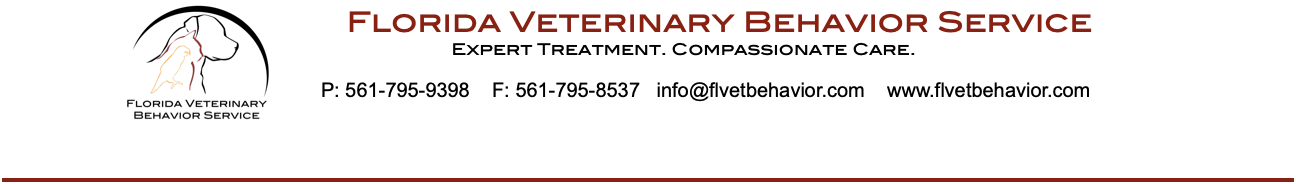 FLORIDA VETERINARY BEHAVIOR SERVICE
EXPERT TREATMENT. COMPASSIONATE CARE.
P: 561-795-9398 F: 561-795-8537 info@flvetbehavior.com www.flvetbehavior.com
FLORIDA VETERINARY
BEHAVIOR SERVICE